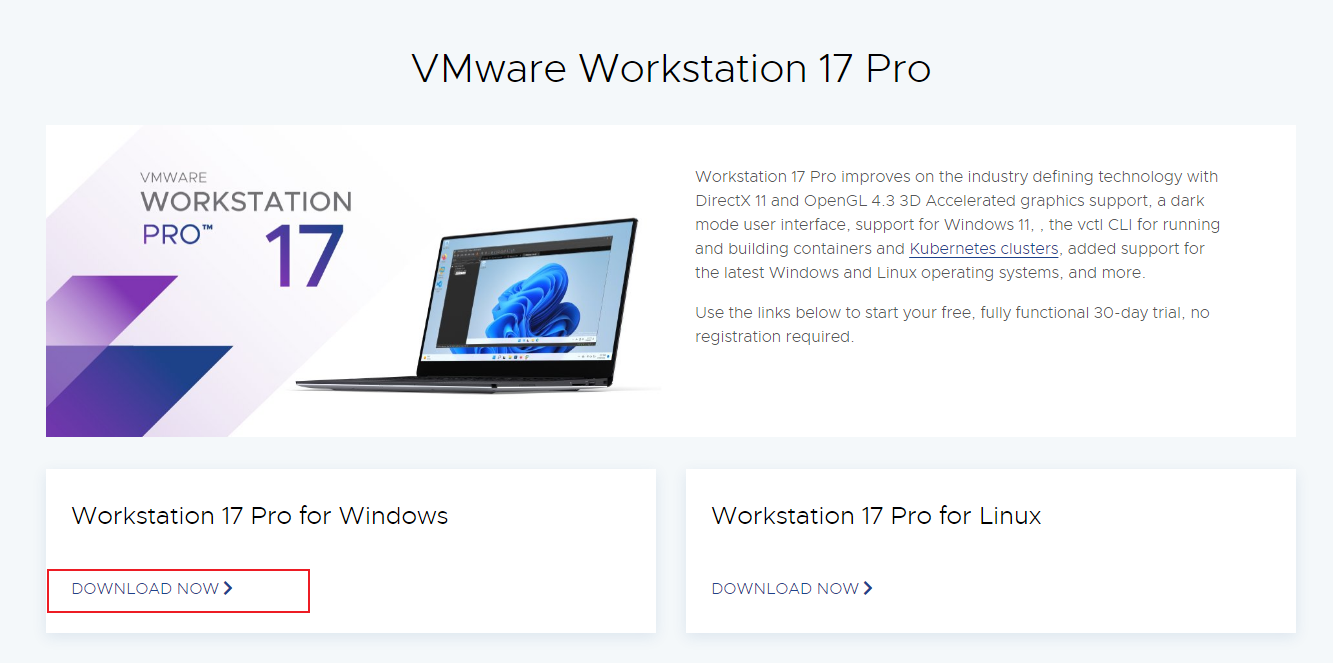 VMware Workstation 17 Pro
VMWARE
WORKSTATION
PRO™ 17
Workstation 17 Pro improves on the industry defining technology with
DirectX 11 and OpenGL 4.3 3D Accelerated graphics support, a dark
mode user interface, support for Windows 11, , the vctl CLI for running
and building containers and Kubernetes clusters, added support for
the latest Windows and Linux operating systems, and more.
Use the links below to start your free, fully functional 30-day trial, no
registration required.
Workstation 17 Pro for Windows
DOWNLOAD NOW
Workstation 17 Pro for Linux
DOWNLOAD NOW